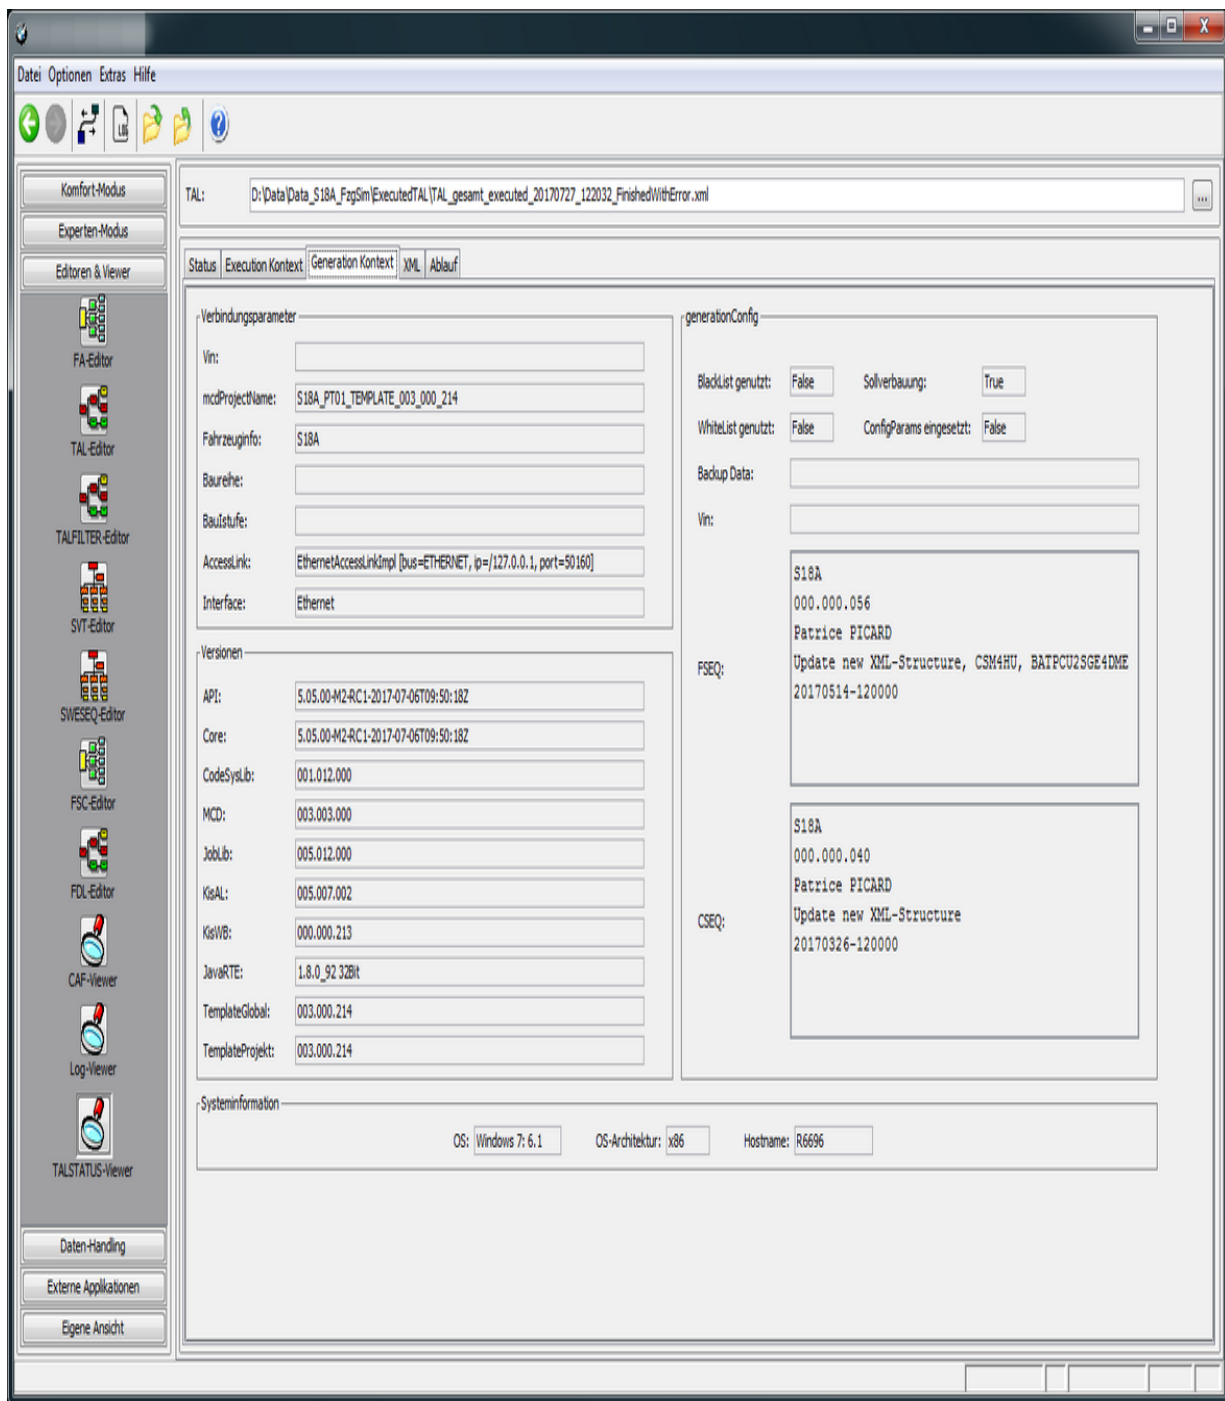 Datei Optionen Extras Hilfe
LOG
Komfort-Modus
Experten-Modus
Editoren & Viewer
FA-Editor
TAL-Editor
TALFILTER-Editor
SVT-Editor
SWESEQ-Editor
FSC-Editor
FDL-Editor
CAF-Viewer
Log-Viewer
TALSTATUS-Viewer
Daten-Handling
Externe Applikationen
Eigene Ansicht
TAL: D:\Data\Data_S18A_FzgSim\ExecutedTAL\TAL_gesamt_executed_20170727_122032_FinishedWithError.xml ...
Status Execution Kontext Generation Kontext XML Ablauf
Verbindungsparameter
Vin:
mcdProjectName: S18A_PT01_TEMPLATE_003_000_214
Fahrzeuginfo: S18A
Baureihe:
BauIstufe:
AccessLink: EthernetAccessLinkImpl [bus=ETHERNET, ip=/127.0.0.1, port=50160]
Interface: Ethernet
Versionen
API: 5.05.00-M2-RC1-2017-07-06T09:50:18Z
Core: 5.05.00-M2-RC1-2017-07-06T09:50:18Z
CodeSysLib: 001.012.000
MCD: 003.003.000
JobLib: 005.012.000
KisAL: 005.007.002
KisWB: 000.000.213
JavaRTE: 1.8.0_92 32Bit
TemplateGlobal: 003.000.214
TemplateProjekt: 003.000.214
generationConfig
BlackList genutzt: False Sollverbauung: True
WhiteList genutzt: False ConfigParams eingesetzt: False
Backup Data:
Vin:
FSEQ:
S18A
000.000.056
Patrice PICARD
Update new XML-Structure, CSM4HU, BATPCU2SGE4DME
20170514-120000
CSEQ:
S18A
000.000.040
Patrice PICARD
Update new XML-Structure
20170326-120000
Systeminformation
OS: Windows 7: 6.1 OS-Architektur: x86 Hostname: R6696